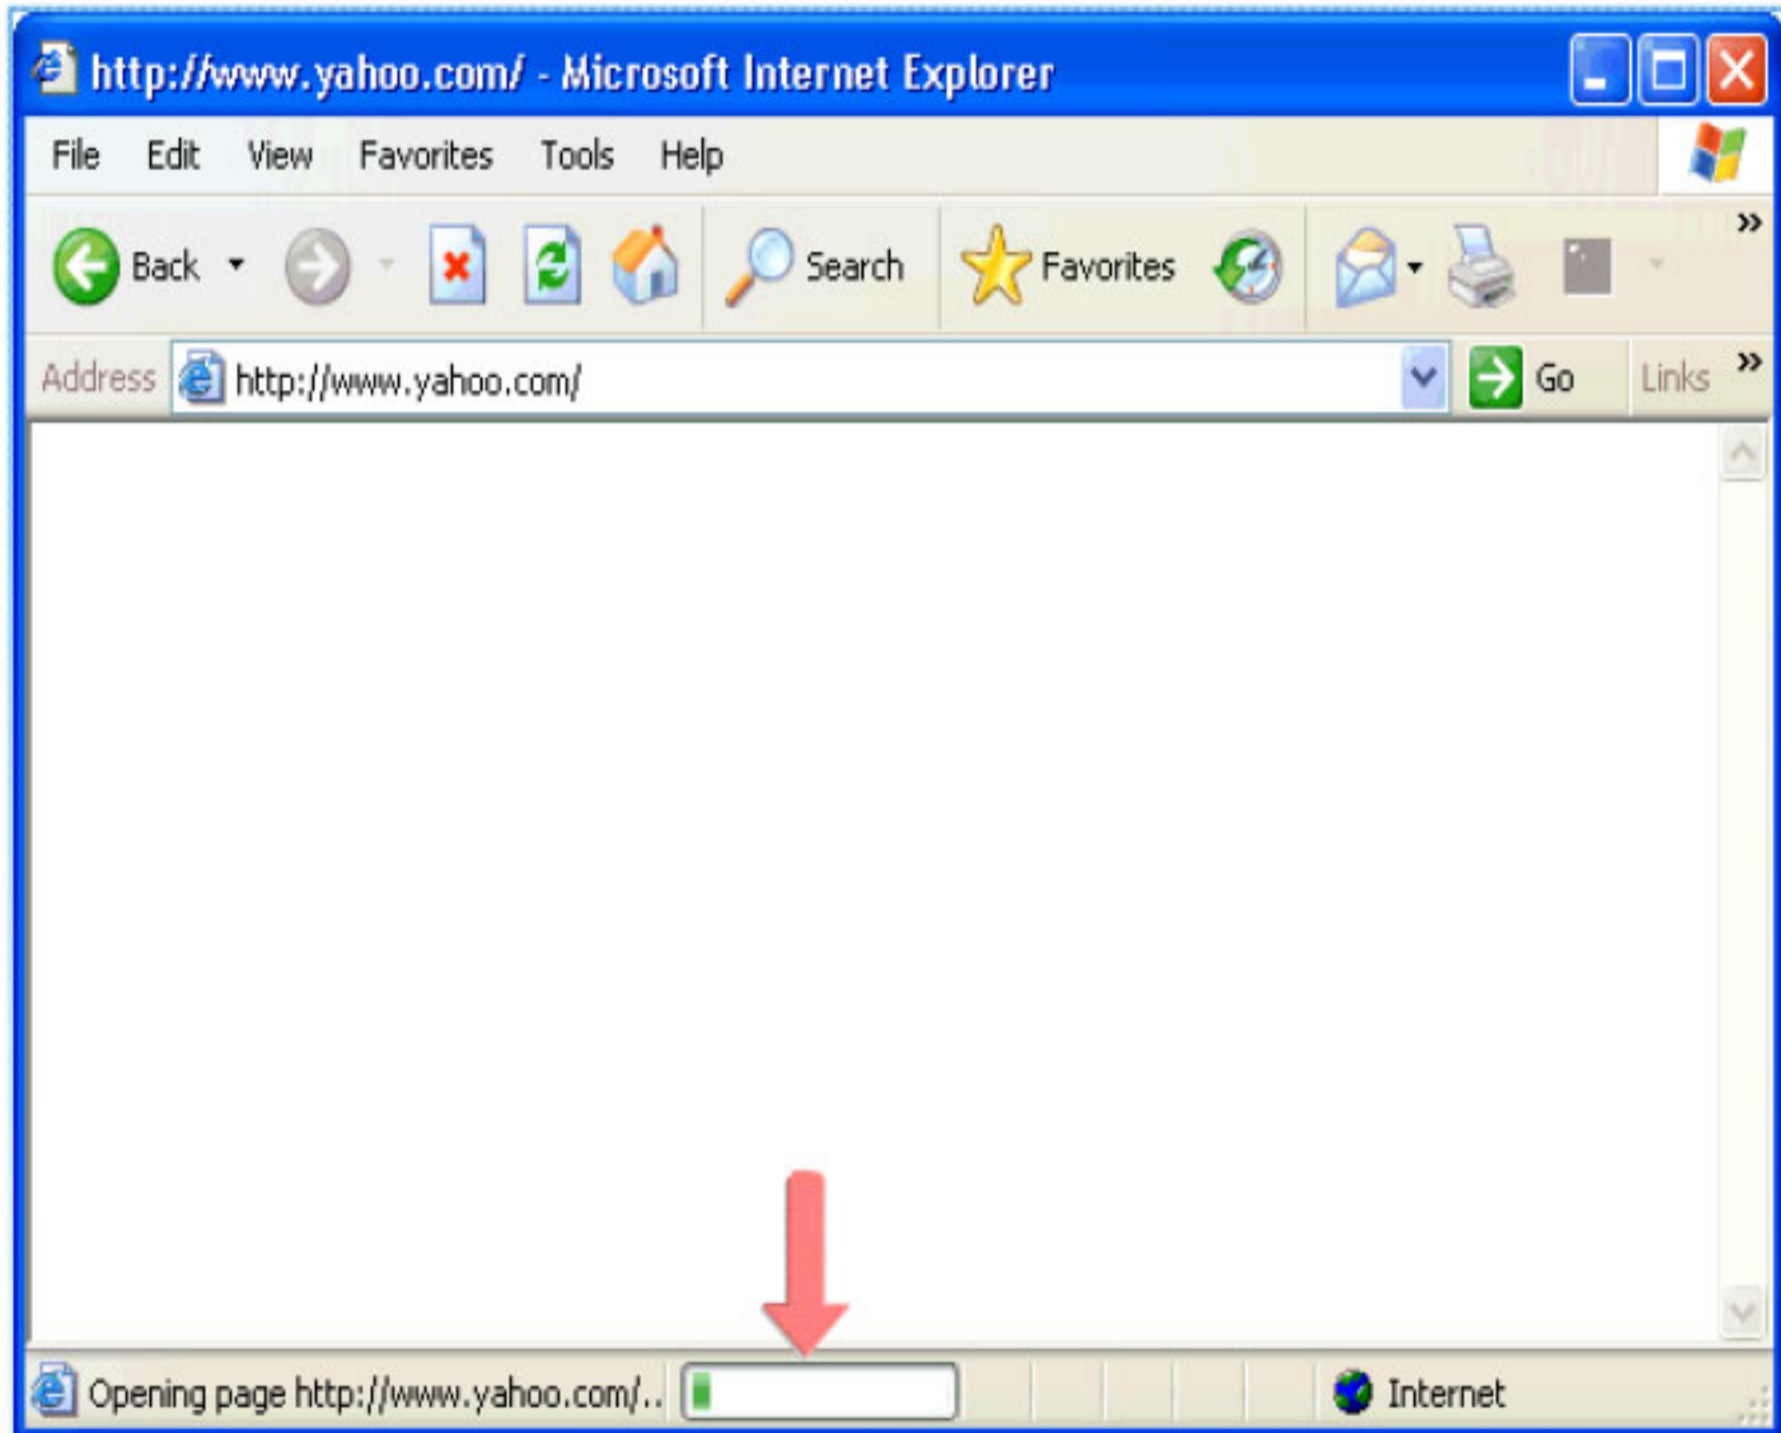 http://www.yahoo.com/ - Microsoft Internet Explorer
File Edit View Favorites Tools Help
Back Search Favorites »
Address http://www.yahoo.com/ Go Links »
Opening page http://www.yahoo.com/.. Internet